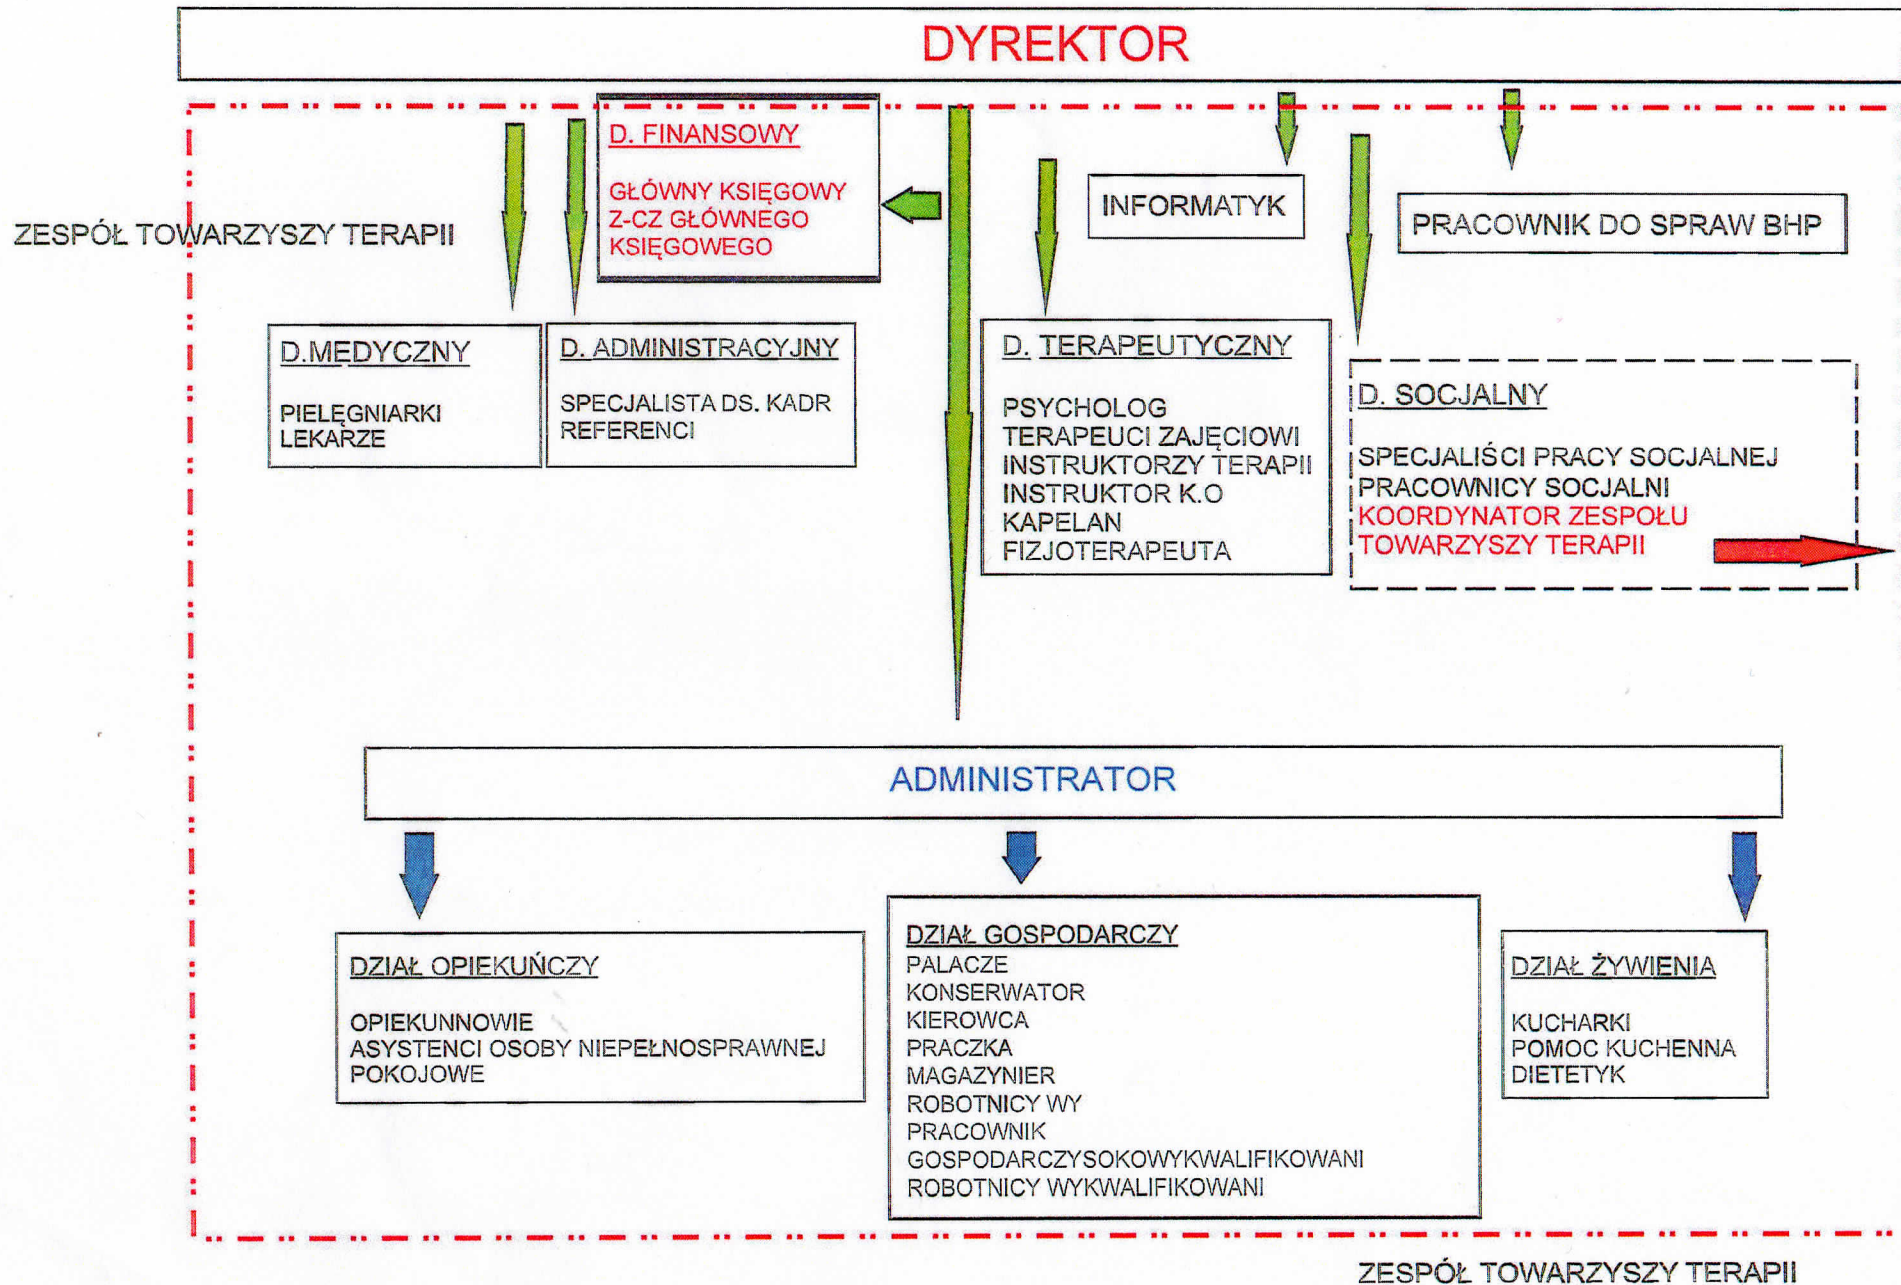 DYREKTOR
D. FINANSOWY
GŁÓWNY KSIĘGOWY
Z-CZ GŁÓWNEGO
KSIĘGOWEGO
INFORMATYK
PRACOWNIK DO SPRAW BHP
ZESPÓŁ TOWARZYSZY TERAPII
D.MEDYCZNY
PIELĘGNIARKI
LEKARZE
D. ADMINISTRACYJNY
SPECJALISTA DS. KADR
REFERENCI
D. TERAPEUTYCZNY
PSYCHOLOG
TERAPEUCI ZAJĘCIOWI
INSTRUKTORZY TERAPII
INSTRUKTOR K.O
KAPELAN
FIZJOTERAPEUTA
D. SOCJALNY
SPECJALIŚCI PRACY SOCJALNEJ
PRACOWNICY SOCJALNI
KOORDYNATOR ZESPOŁU
TOWARZYSZY TERAPII
ADMINISTRATOR
DZIAŁ OPIEKUŃCZY
OPIEKUNNOWIE
ASYSTENCI OSOBY NIEPEŁNOSPRAWNEJ
POKOJOWE
DZIAŁ GOSPODARCZY
PALACZE
KONSERWATOR
KIEROWCA
PRACZKA
MAGAZYNIER
ROBOTNICY WY
PRACOWNIK
GOSPODARCZYSOKOWYKWALIFIKOWANI
ROBOTNICY WYKWALIFIKOWANI
DZIAŁ ŻYWIENIA
KUCHARKI
POMOC KUCHENNA
DIETETYK
ZESPÓŁ TOWARZYSZY TERAPII